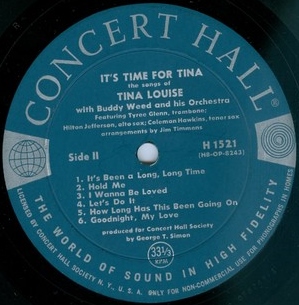 CONCERT HALL®
IT'S TIME FOR TINA
the songs of
TINA LOUISE
with Buddy Weed and his Orchestra
Featuring Tyree Glenn, trombone;
Hilton Jefferson, alto sax; Coleman Hawkins, tenor sax
arrangements by Jim Timmons
Side II
H 1521
(HB-OP-8243)
1. It's Been a Long, Long Time
2. Hold Me
3. I Wanna Be Loved
4. Let's Do It
5. How Long Has This Been Going On
6. Goodnight, My Love
produced for Concert Hall Society
by George T. Simon
33⅓
RPM
THE WORLD OF SOUND IN HIGH FIDELITY
LICENSED BY CONCERT HALL SOCIETY N. Y., U. S. A. ONLY FOR NON-COMMERCIAL USE FOR PHONOGRAPHS IN HOMES